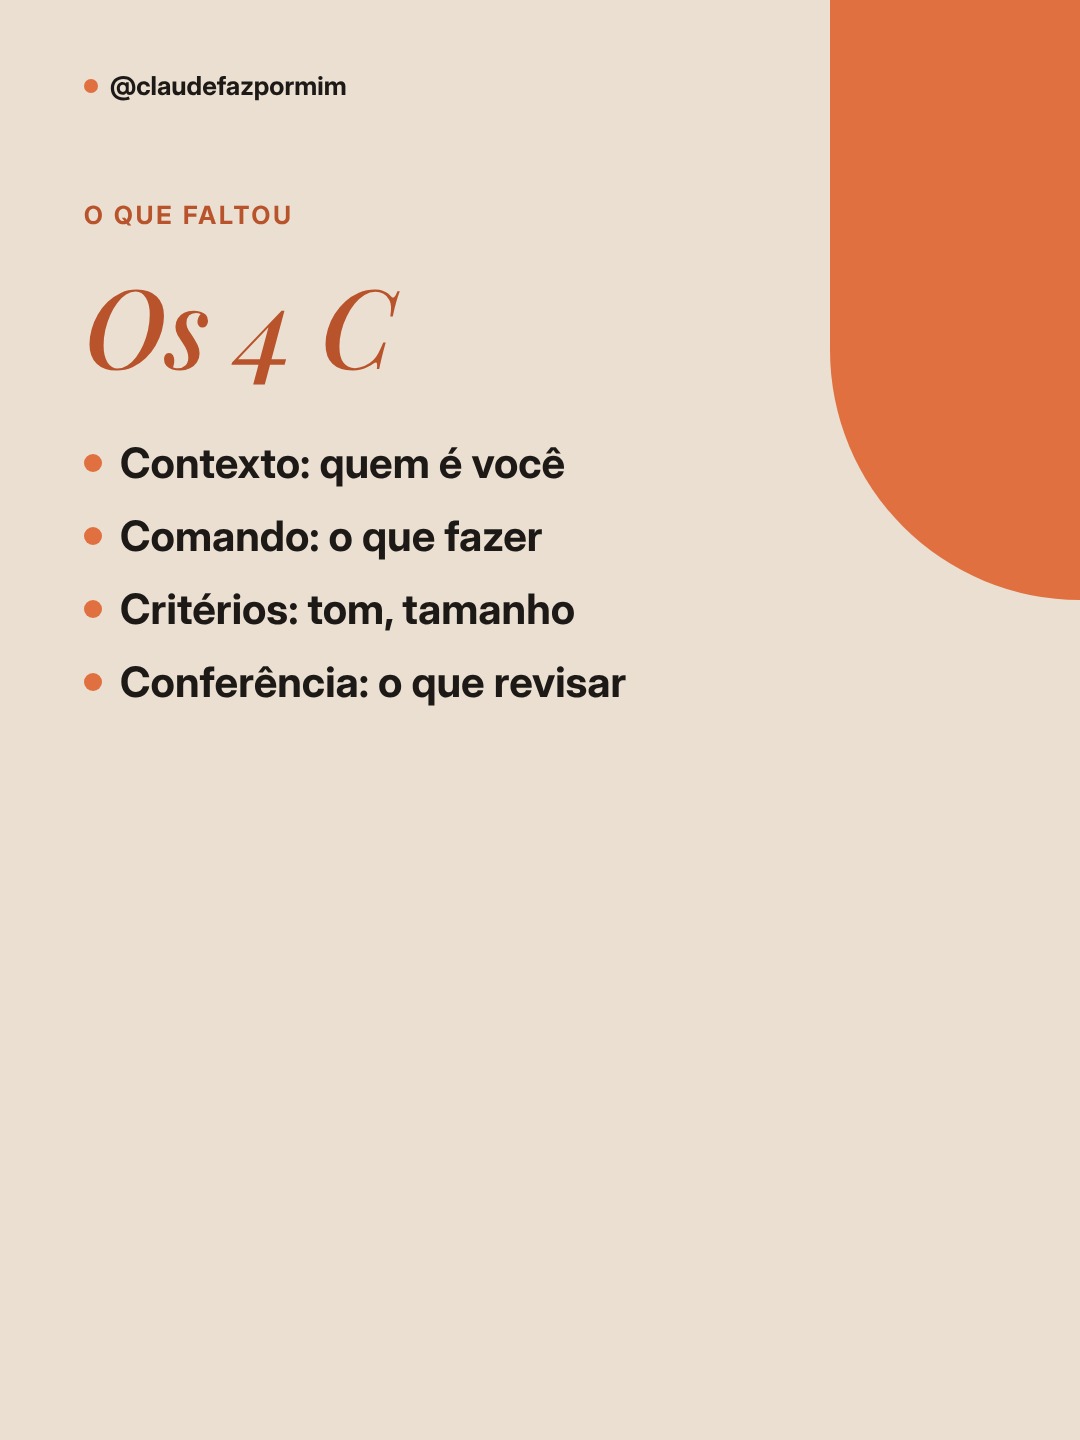 @claudefazpormim
O QUE FALTOU
Os 4 C
Contexto: quem é você
Comando: o que fazer
Critérios: tom, tamanho
Conferência: o que revisar